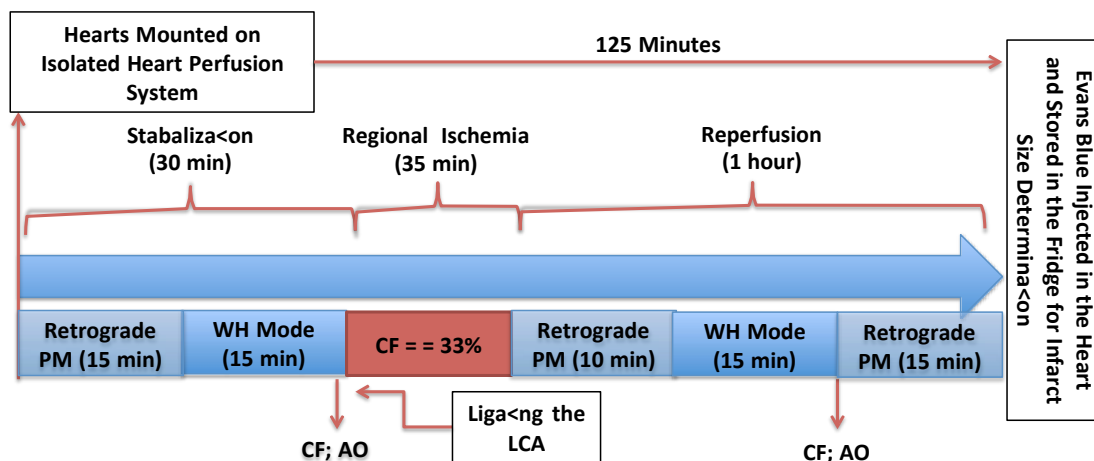 Hearts Mounted on
Isolated Heart Perfusion
System
125 Minutes
Evans Blue Injected in the Heart
and Stored in the Fridge for Infarct
Size Determina<on
Stabaliza<on
(30 min)
Regional Ischemia
(35 min)
Reperfusion
(1 hour)
Retrograde
PM (15 min)
WH Mode
(15 min)
CF = = 33%
Retrograde
PM (10 min)
WH Mode
(15 min)
Retrograde
PM (15 min)
Liga<ng the
LCA
CF; AO
CF; AO